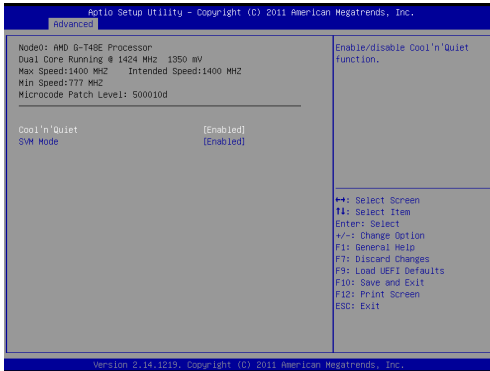 Aptio Setup Utility – Copyright (C) 2011 American Megatrends, Inc.
Advanced
Node0: AMD G-T48E Processor
Dual Core Running @ 1424 MHz 1350 mV
Max Speed:1400 MHZ Intended Speed:1400 MHZ
Min Speed:777 MHZ
Microcode Patch Level: 500010d
Cool'n'Quiet [Enabled]
SVM Mode [Enabled]
Enable/disable Cool'n'Quiet
function.
↔: Select Screen
↑↓: Select Item
Enter: Select
+/-: Change Option
F1: General Help
F7: Discard Changes
F9: Load UEFI Defaults
F10: Save and Exit
F12: Print Screen
ESC: Exit
Version 2.14.1219. Copyright (C) 2011 American Megatrends, Inc.